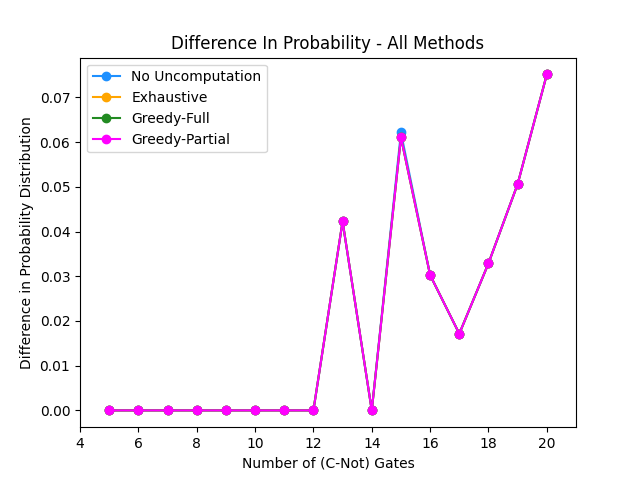 Difference In Probability - All Methods
No Uncomputation
Exhaustive
Greedy-Full
Greedy-Partial
Difference in Probability Distribution
0.07
0.06
0.05
0.04
0.03
0.02
0.01
0.00
4 6 8 10 12 14 16 18 20
Number of (C-Not) Gates